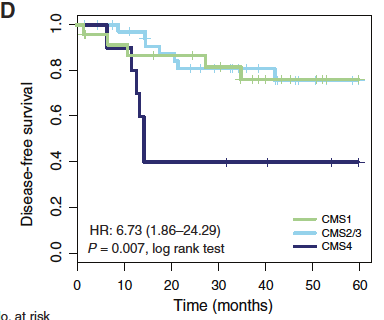 D
1.0
0.8
0.6
0.4
0.2
0.0
Disease-free survival
HR: 6.73 (1.86–24.29)
P = 0.007, log rank test
CMS1
CMS2/3
CMS4
0 10 20 30 40 50 60
Time (months)
o. at risk